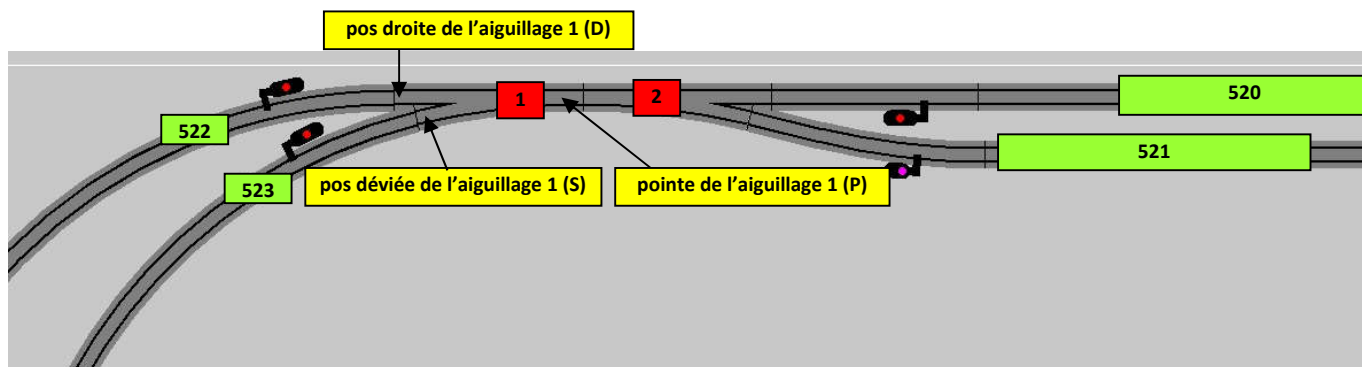 pos droite de l'aiguillage 1 (D)
1
2
520
522
521
pos déviée de l'aiguillage 1 (S)
pointe de l'aiguillage 1 (P)
523